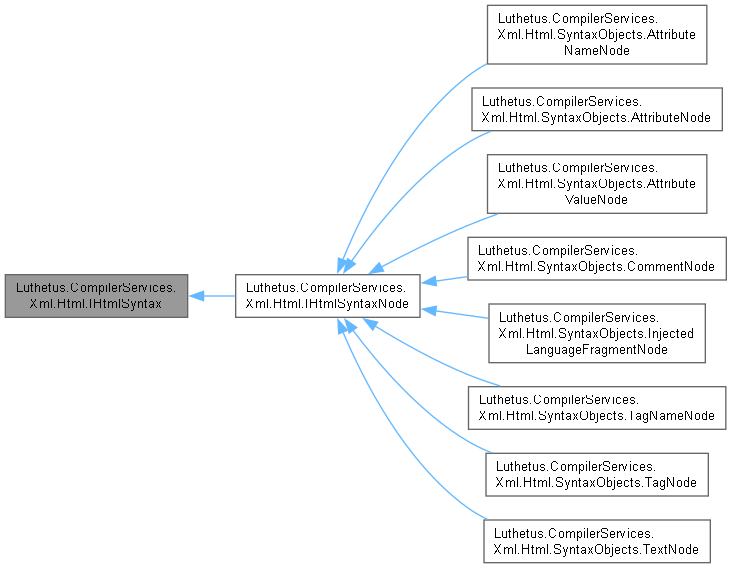 Luthetus.CompilerServices.
Xml.Html.SyntaxObjects.Attribute
NameNode
Luthetus.CompilerServices.
Xml.Html.SyntaxObjects.AttributeNode
Luthetus.CompilerServices.
Xml.Html.SyntaxObjects.Attribute
ValueNode
Luthetus.CompilerServices.
Xml.Html.SyntaxObjects.CommentNode
Luthetus.CompilerServices.
Xml.Html.IHtmlSyntax
Luthetus.CompilerServices.
Xml.Html.IHtmlSyntaxNode
Luthetus.CompilerServices.
Xml.Html.SyntaxObjects.Injected
LanguageFragmentNode
Luthetus.CompilerServices.
Xml.Html.SyntaxObjects.TagNameNode
Luthetus.CompilerServices.
Xml.Html.SyntaxObjects.TagNode
Luthetus.CompilerServices.
Xml.Html.SyntaxObjects.TextNode